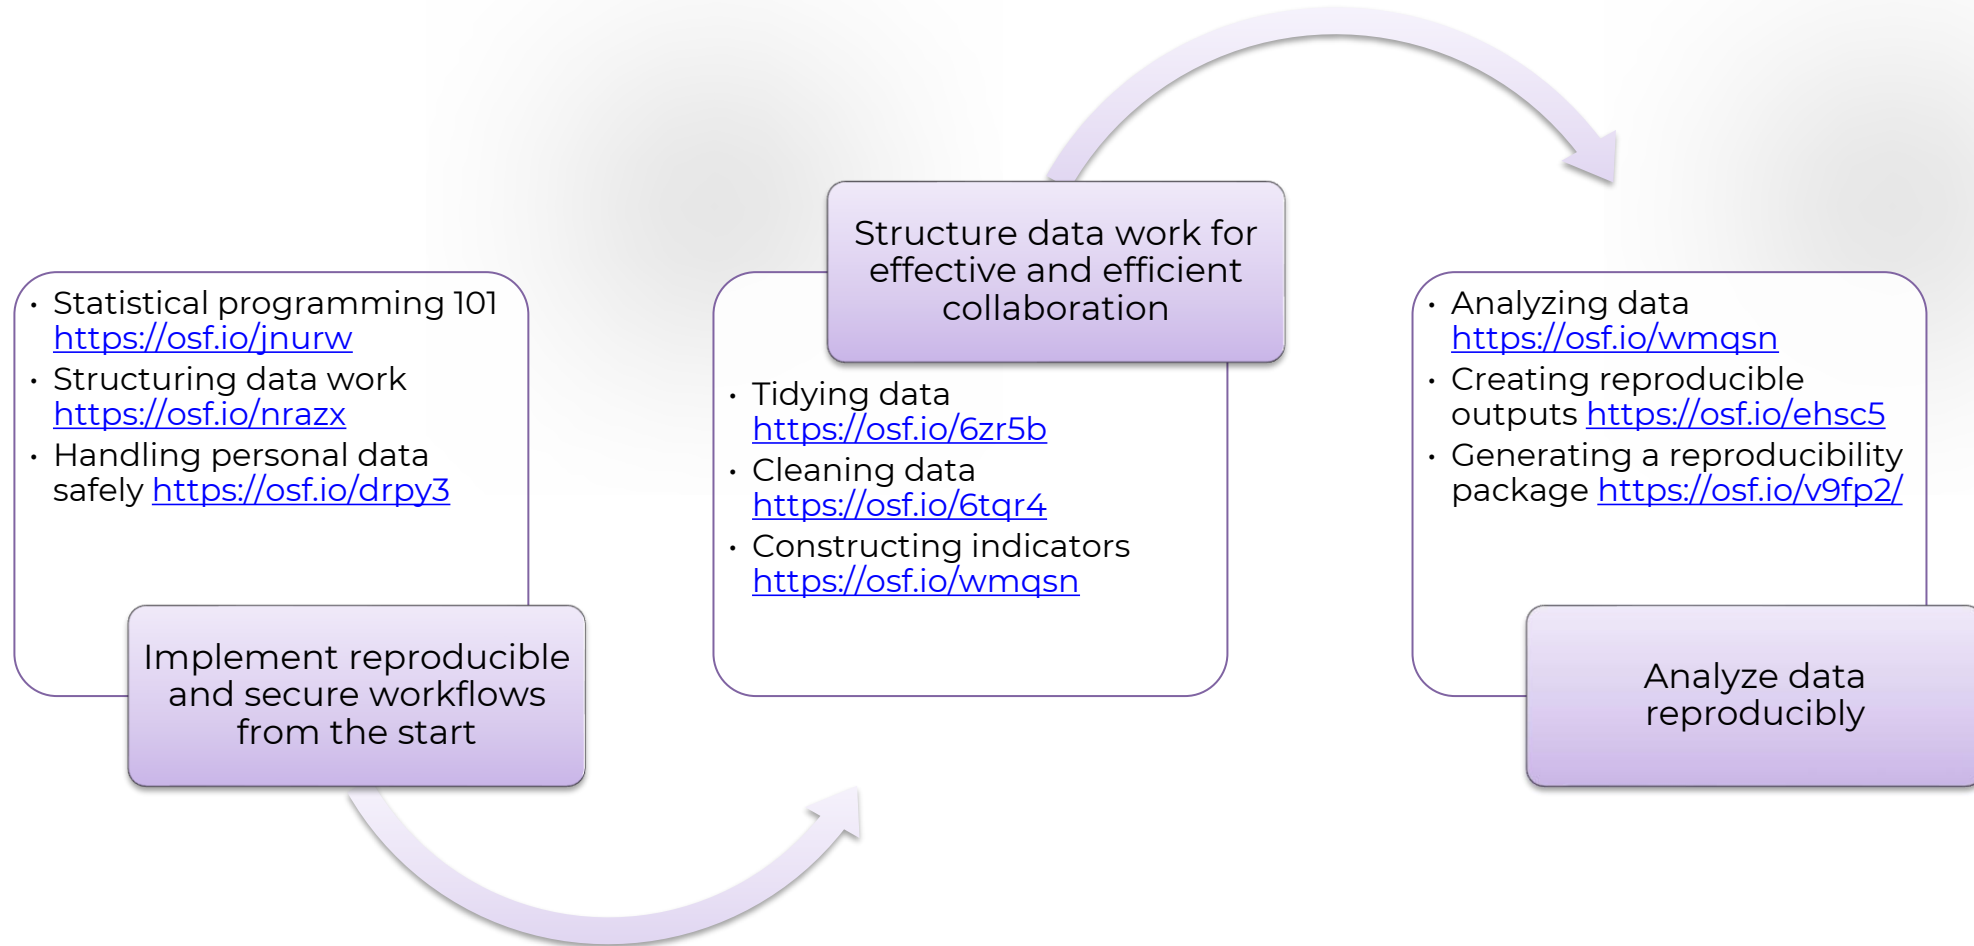 · Statistical programming 101
https://osf.io/jnurw
· Structuring data work
https://osf.io/nrazx
· Handling personal data
safely https://osf.io/drpy3
Implement reproducible
and secure workflows
from the start
Structure data work for
effective and efficient
collaboration
· Tidying data
https://osf.io/6zr5b
· Cleaning data
https://osf.io/6tqr4
· Constructing indicators
https://osf.io/wmqsn
· Analyzing data
https://osf.io/wmqsn
· Creating reproducible
outputs https://osf.io/ehsc5
· Generating a reproducibility
package https://osf.io/v9fp2/
Analyze data
reproducibly